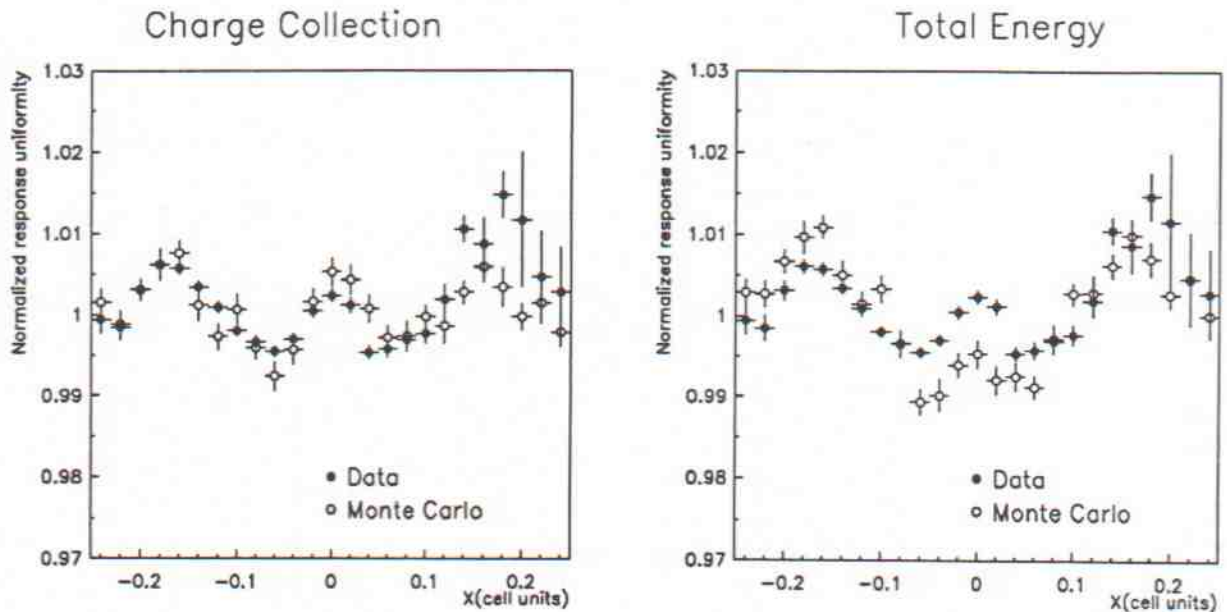 Charge Collection
Normalized response uniformity
1.03
1.02
1.01
1
0.99
0.98
0.97
Data
Monte Carlo
-0.2
-0.1
0
0.1
0.2
X(cell units)
Total Energy
Normalized response uniformity
1.03
1.02
1.01
1
0.99
0.98
0.97
Data
Monte Carlo
-0.2
-0.1
0
0.1
0.2
X(cell units)